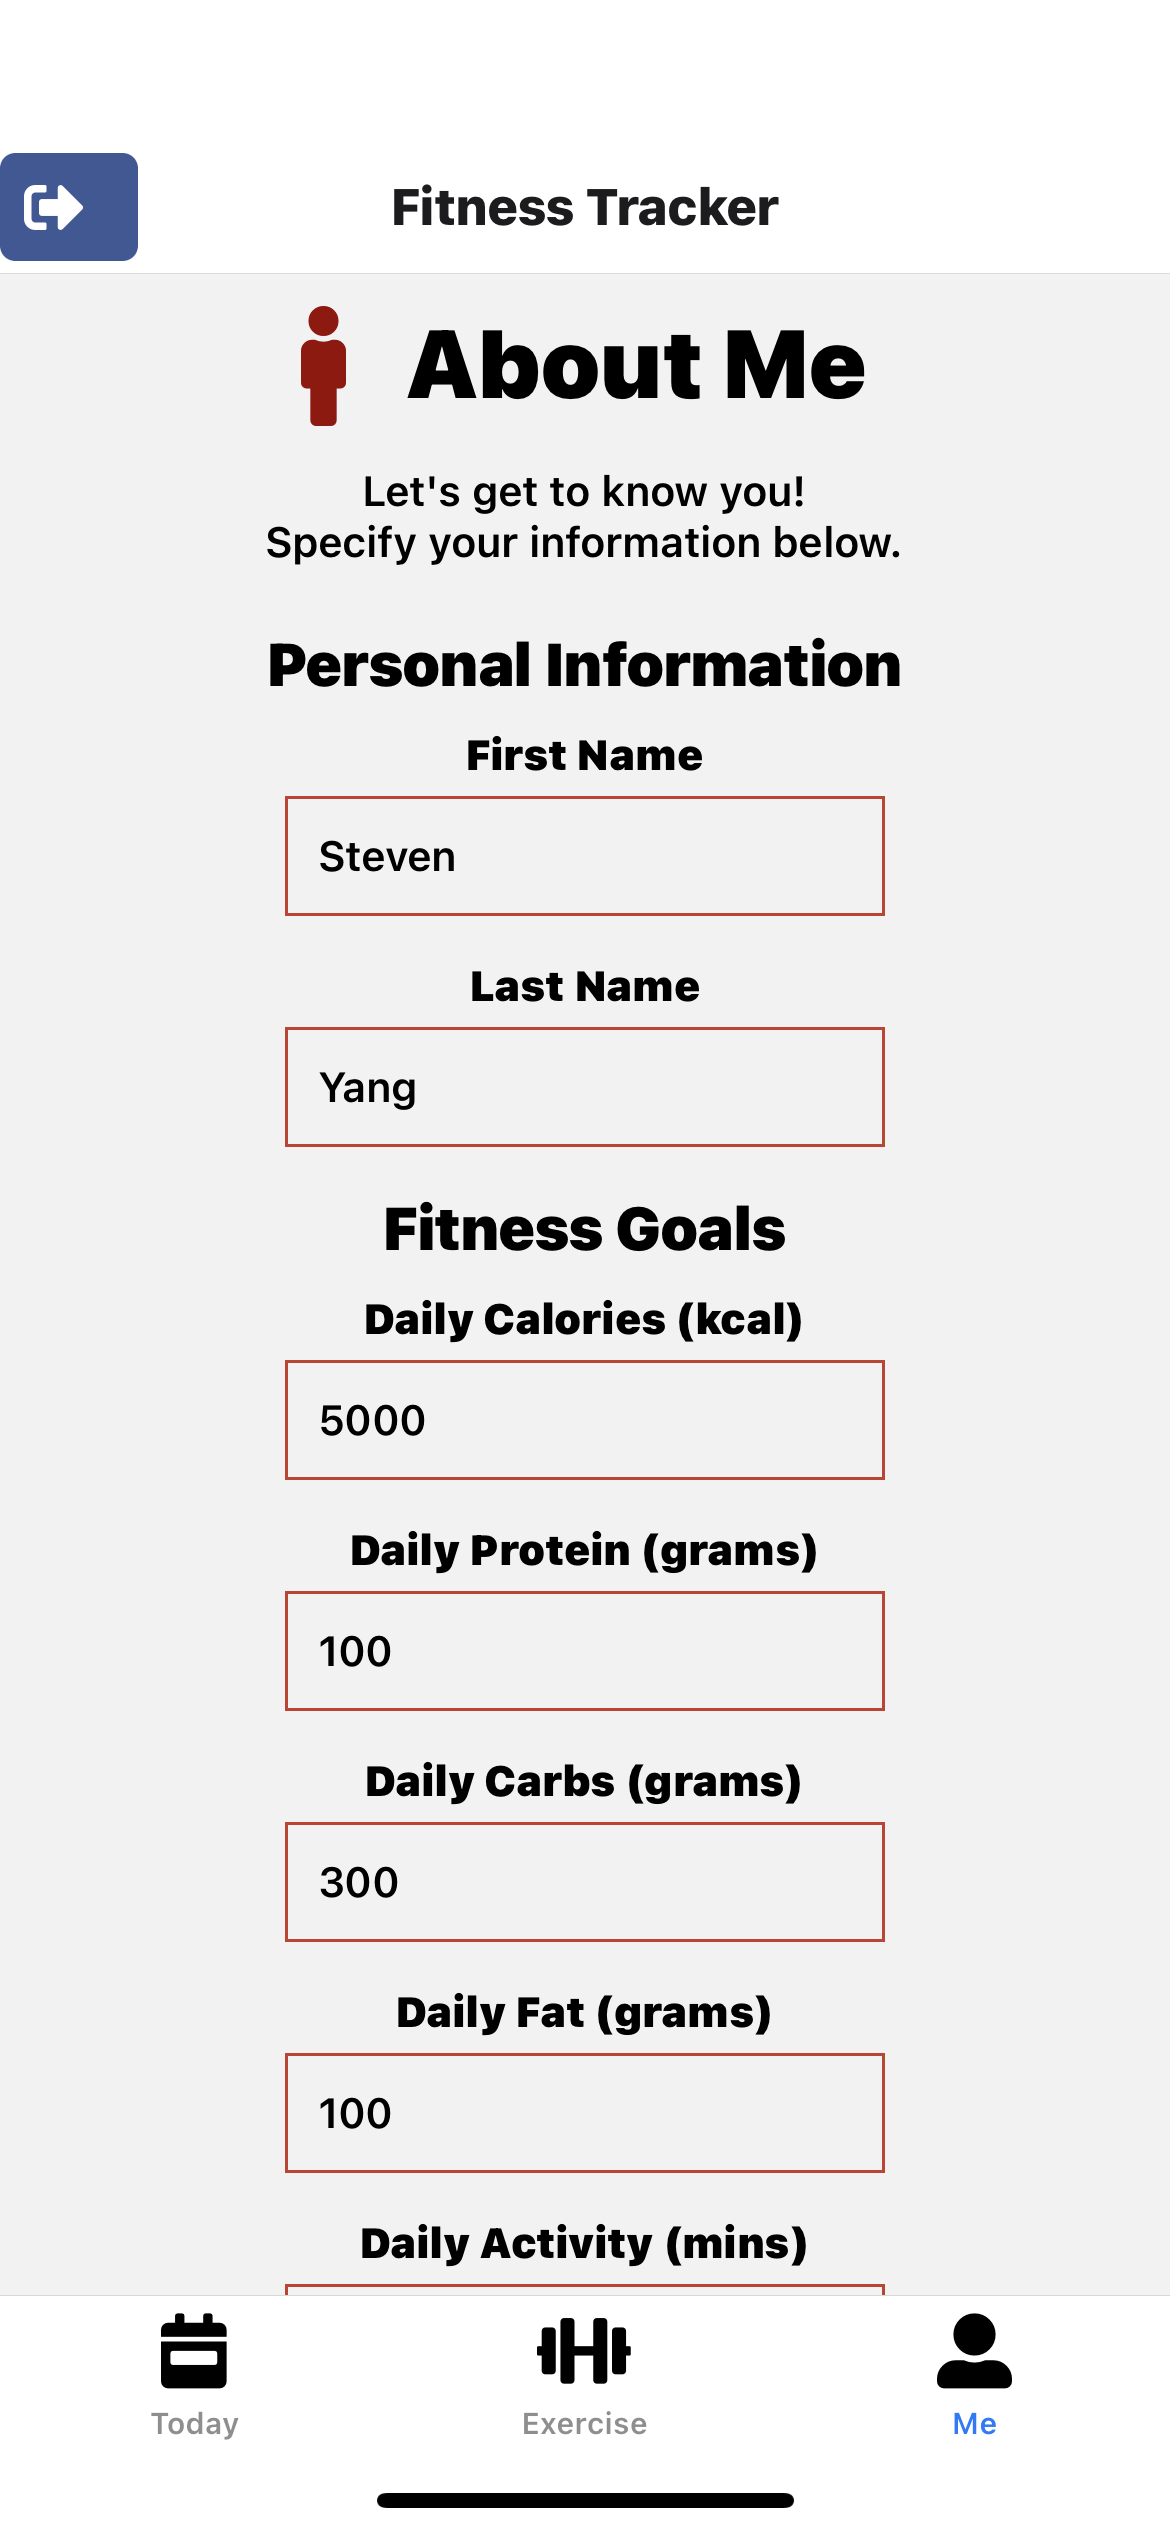 Fitness Tracker
About Me
Let's get to know you!
Specify your information below.
Personal Information
First Name
Steven
Last Name
Yang
Fitness Goals
Daily Calories (kcal)
5000
Daily Protein (grams)
100
Daily Carbs (grams)
300
Daily Fat (grams)
100
Daily Activity (mins)
Today
Exercise
Me